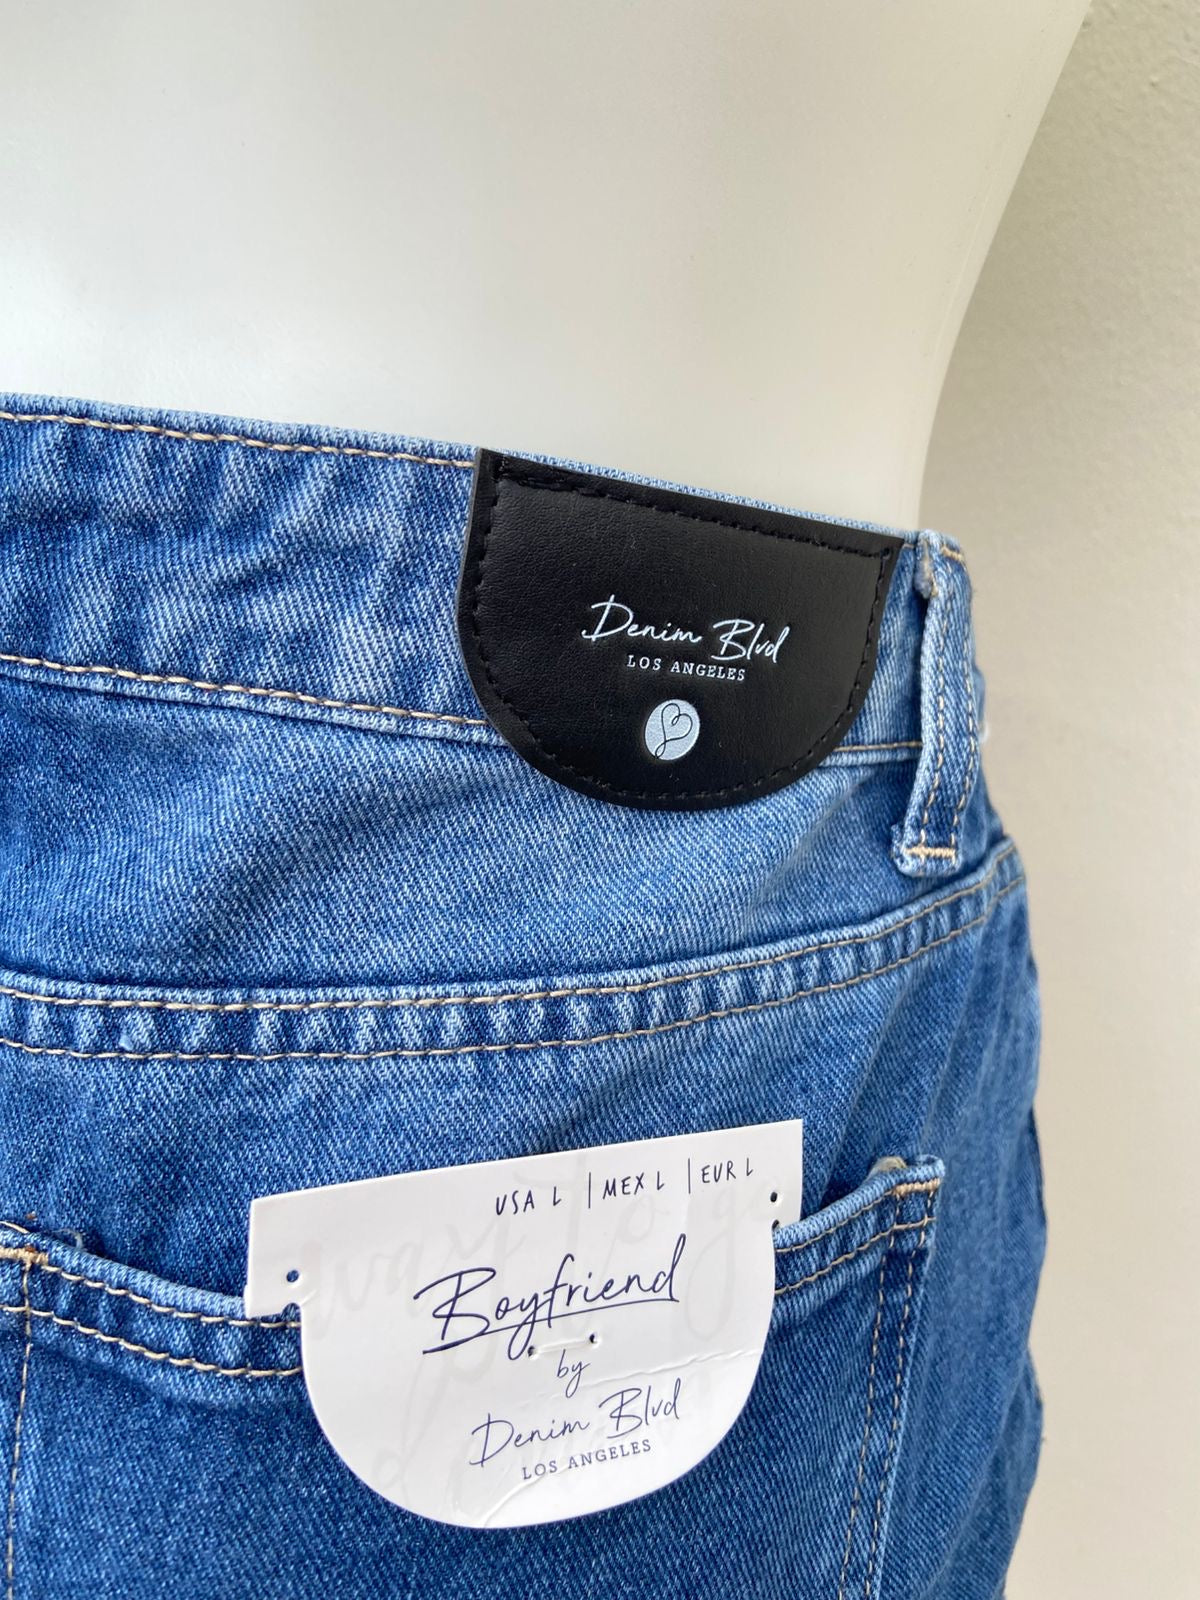 Denim Blvd
LOS ANGELES
USA L | MEX L | EUR L
Boyfriend
by
Denim Blvd
LOS ANGELES